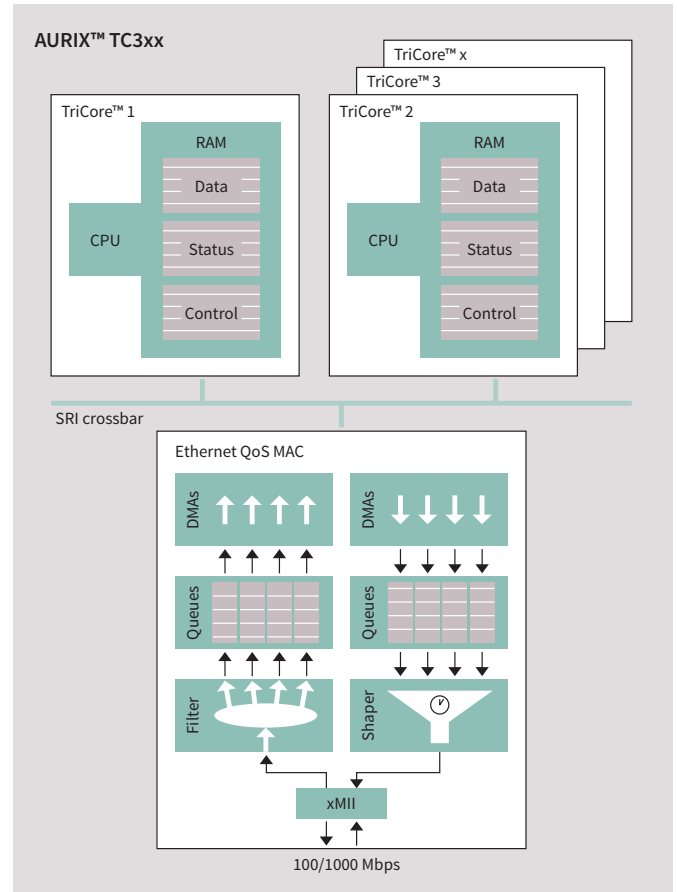 AURIX™ TC3xx
TriCore™ x
TriCore™ 3
TriCore™ 1
RAM
Data
CPU
Status
Control
TriCore™ 2
RAM
Data
CPU
Status
Control
SRI crossbar
Ethernet QoS MAC
DMAs
DMAs
Queues
Queues
Filter
Shaper
xMII
100/1000 Mbps